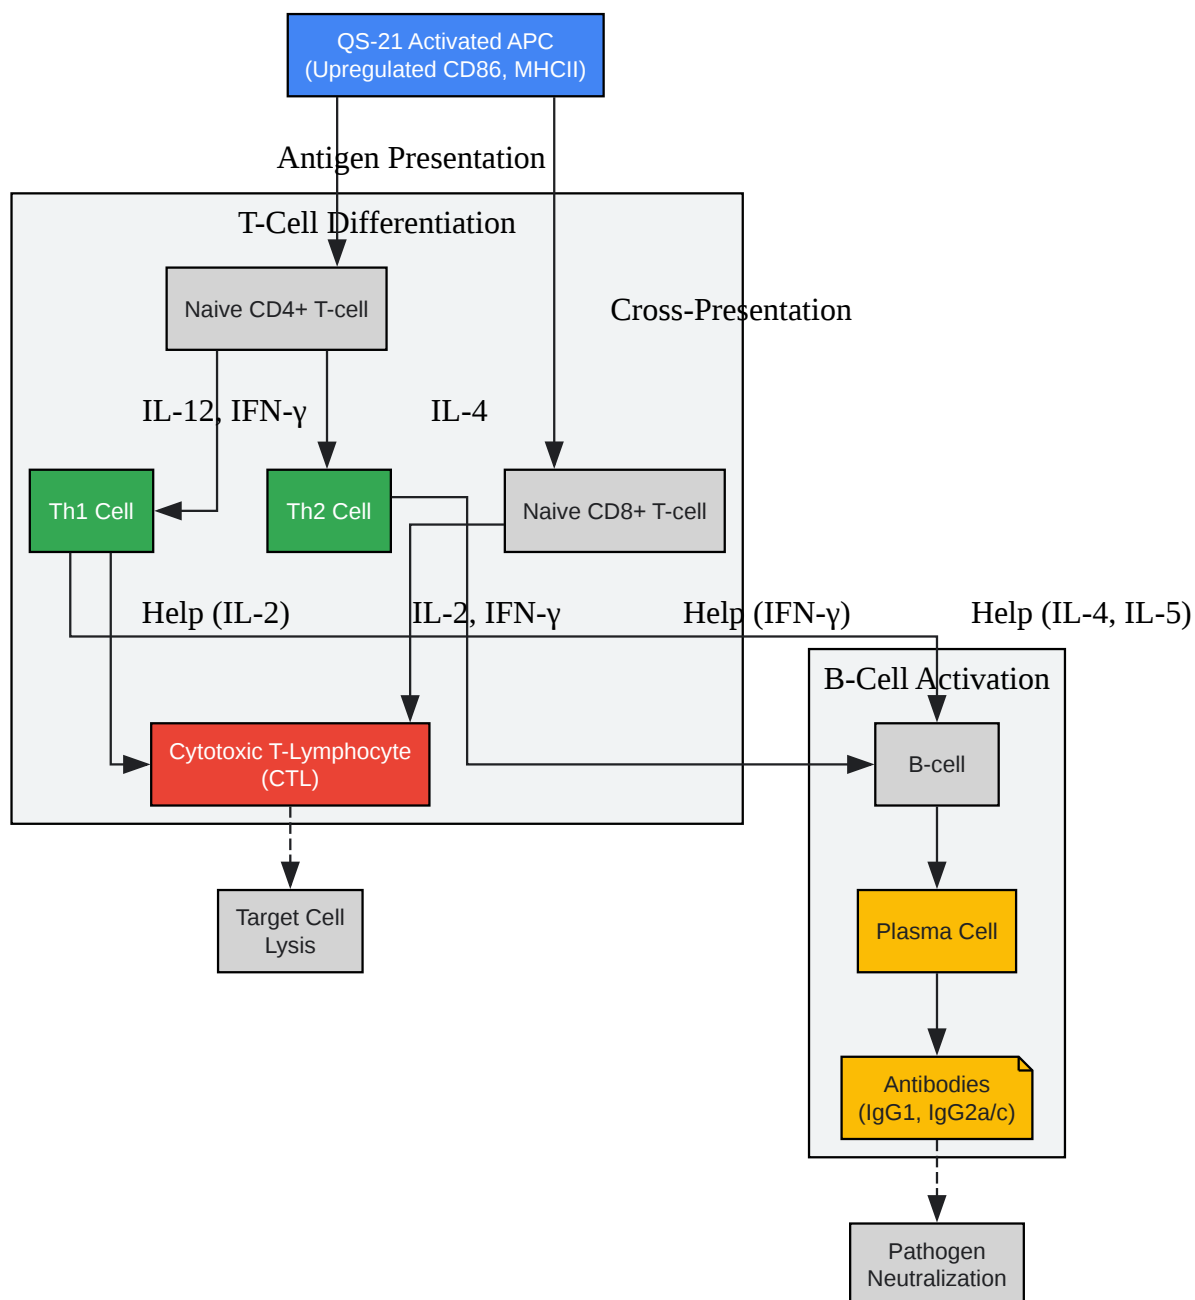 QS-21 Activated APC
(Upregulated CD86, MHCII)
Antigen Presentation
T-Cell Differentiation
Naive CD4+ T-cell
Cross-Presentation
IL-12, IFN-γ
IL-4
Th1 Cell
Th2 Cell
Naive CD8+ T-cell
Help (IL-2)
IL-2, IFN-γ
Help (IFN-γ)
Help (IL-4, IL-5)
B-Cell Activation
Cytotoxic T-Lymphocyte
(CTL)
B-cell
Target Cell
Lysis
Plasma Cell
Antibodies
(IgG1, IgG2a/c)
Pathogen
Neutralization